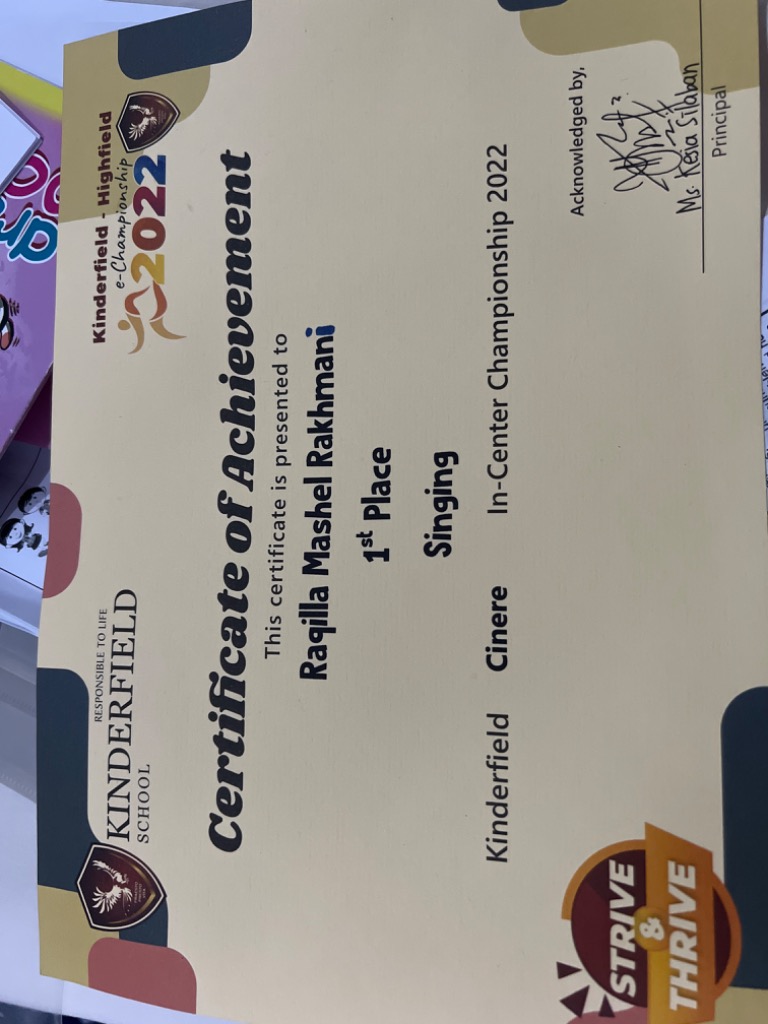 RESPONSIBLE TO LIFE
KINDERFIELD
SCHOOL
Kinderfield - Highfield
e-Championship
2022
Certificate of Achievement
This certificate is presented to
Raqilla Mashel Rakhmani
1st Place
Singing
Kinderfield Cinere In-Center Championship 2022
Acknowledged by,
Ms. Kesia Silaban
Principal
STRIVE
&
THRIVE